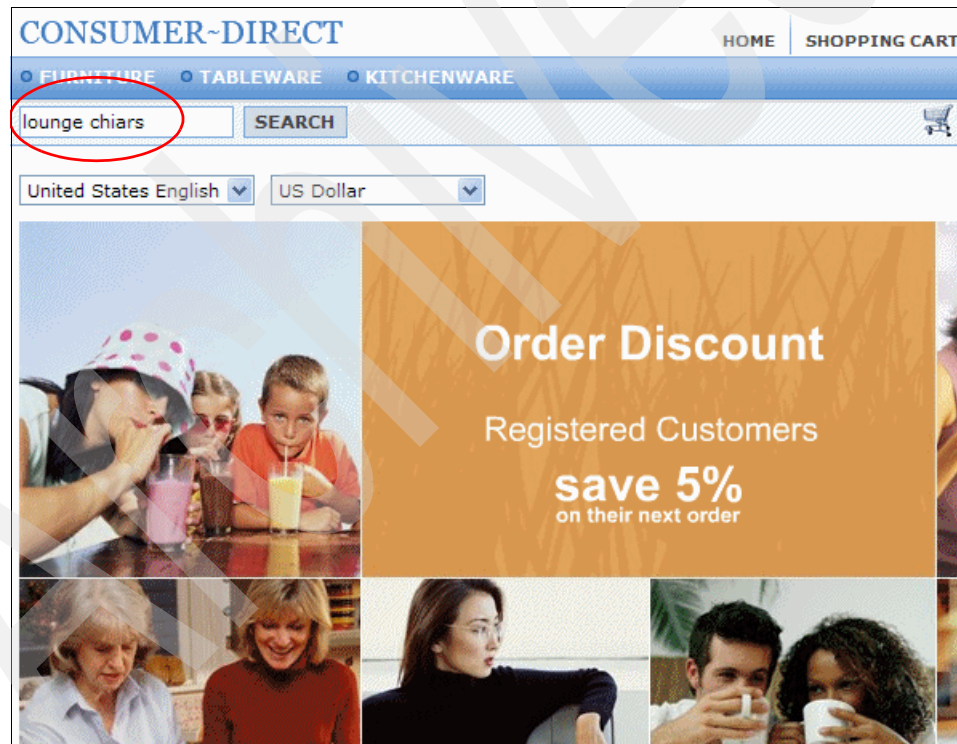 CONSUMER~DIRECT
HOME SHOPPING CART
FURNITURE TABLEWARE KITCHENWARE
lounge chiars SEARCH
United States English US Dollar
Order Discount
Registered Customers
save 5%
on their next order